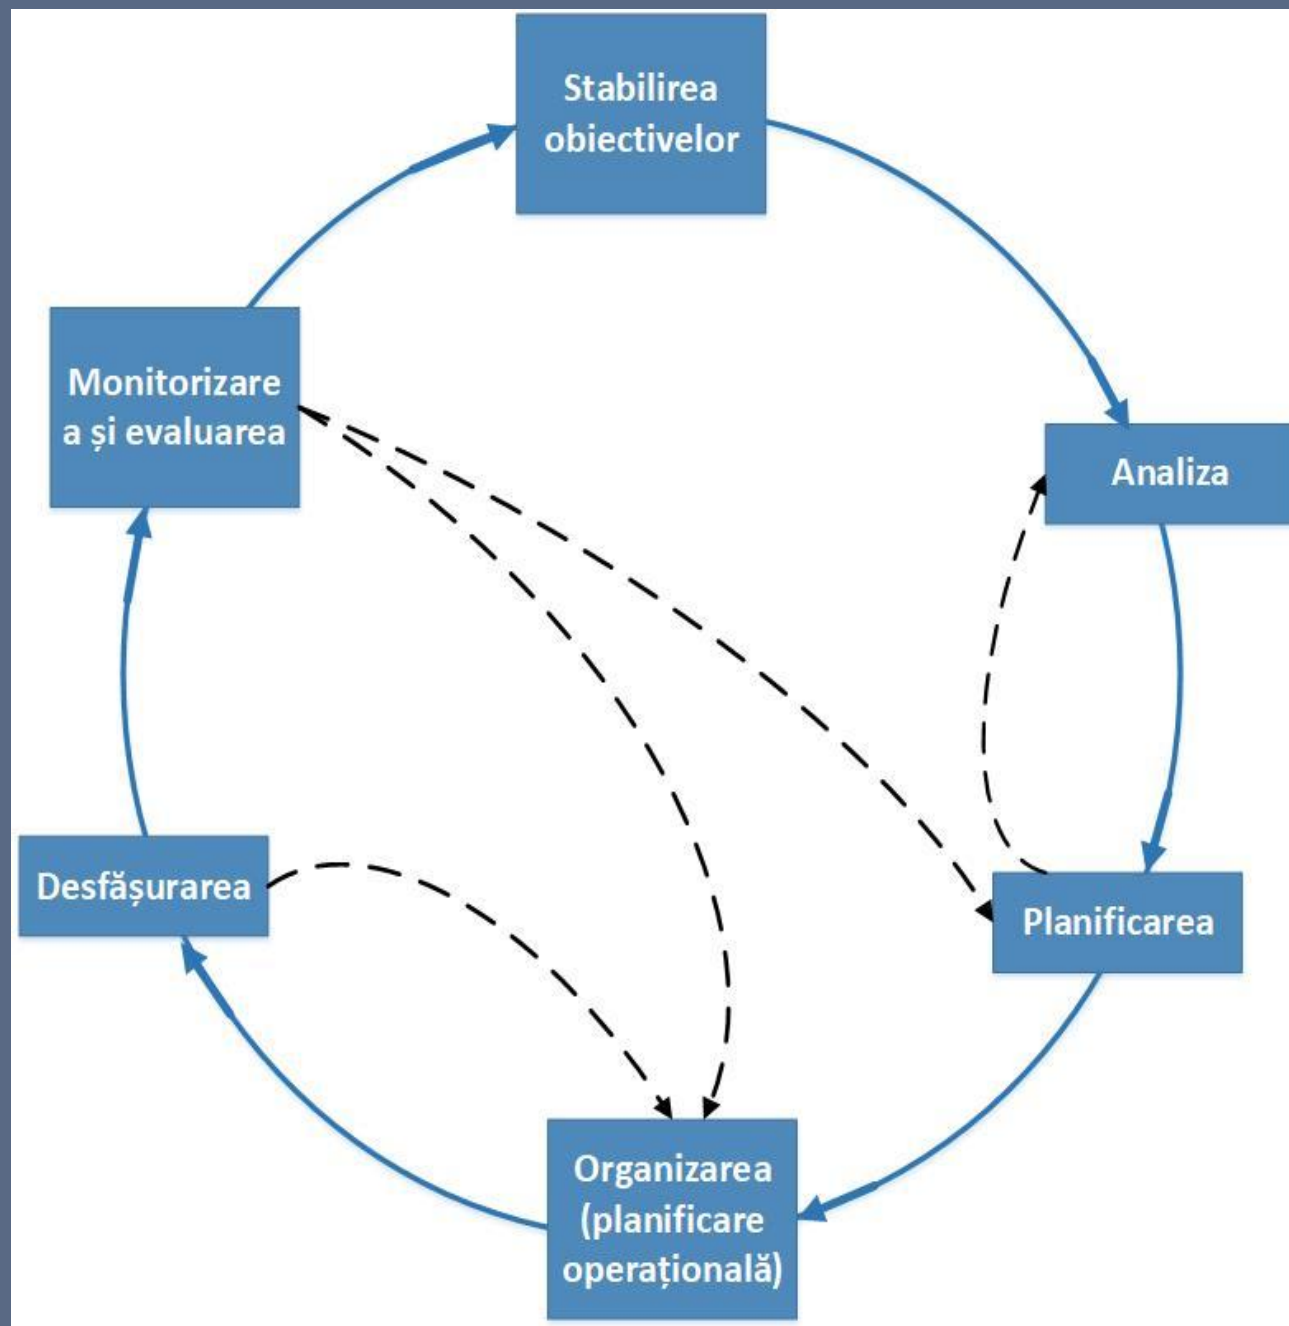 Stabilirea
obiectivelor
Analiza
Planificarea
Organizarea
(planificare
operațională)
Desfășurarea
Monitorizare
a și evaluarea